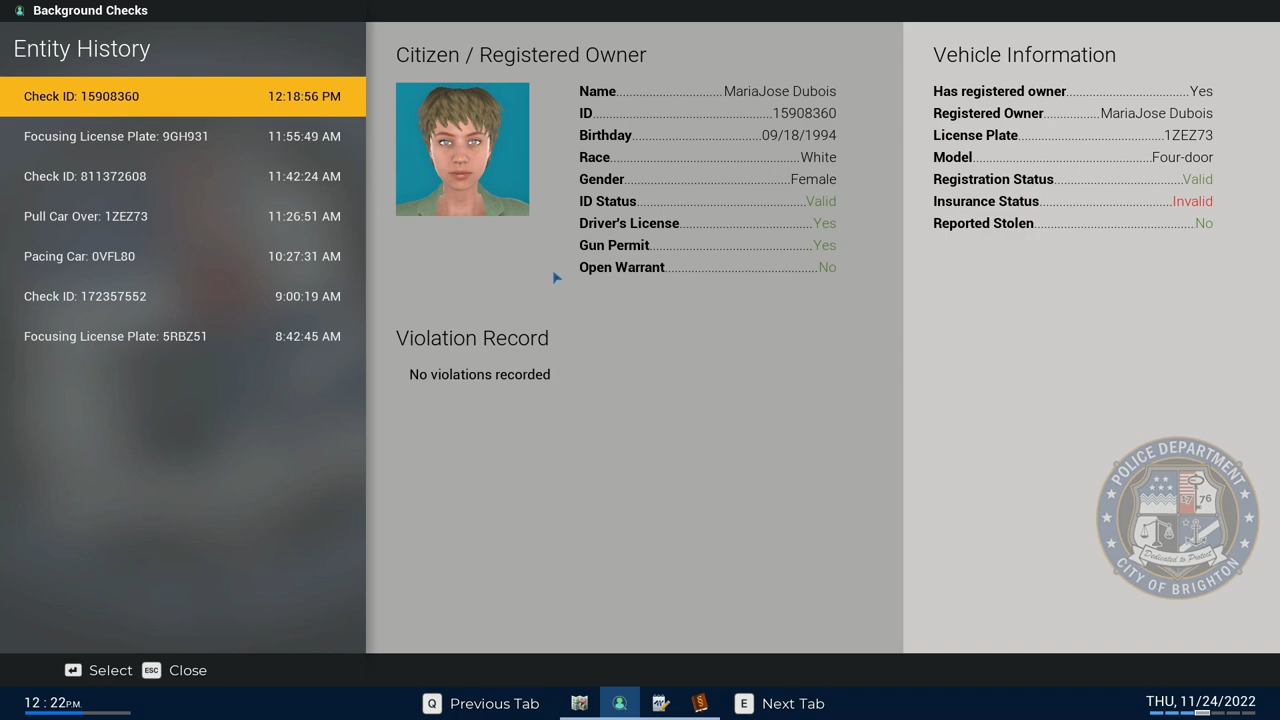 Background Checks
Entity History
Check ID: 15908360 12:18:56 PM
Focusing License Plate: 9GH931 11:55:49 AM
Check ID: 811372608 11:42:24 AM
Pull Car Over: 1ZEZ73 11:26:51 AM
Pacing Car: 0VFL80 10:27:31 AM
Check ID: 172357552 9:00:19 AM
Focusing License Plate: 5RBZ51 8:42:45 AM
Citizen / Registered Owner
Name MariaJose Dubois
ID 15908360
Birthday 09/18/1994
Race White
Gender Female
ID Status Valid
Driver's License Yes
Gun Permit Yes
Open Warrant No
Violation Record
No violations recorded
Vehicle Information
Has registered owner Yes
Registered Owner MariaJose Dubois
License Plate 1ZEZ73
Model Four-door
Registration Status Valid
Insurance Status Invalid
Reported Stolen No
POLICE DEPARTMENT
17 76
Dedicated to Protect
CITY OF BRIGHTON
Select ESC Close
12 : 22 P.M.
Q Previous Tab
E Next Tab
THU, 11/24/2022